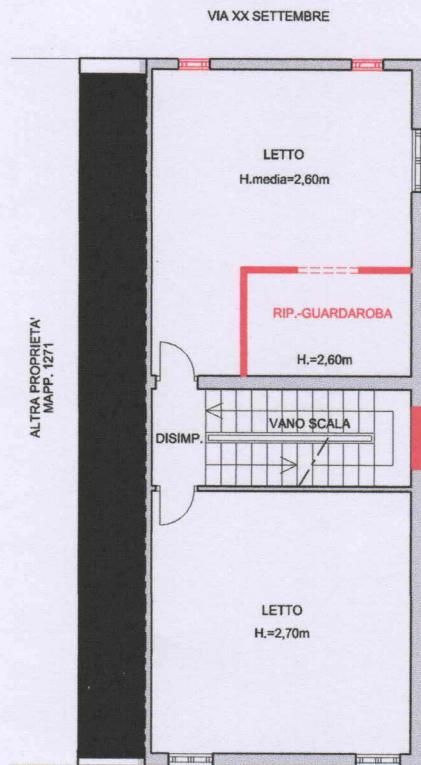 VIA XX SETTEMBRE
LETTO
H.media=2,60m
RIP.-GUARDAROBA
H.=2,60m
ALTRA PROPRIETA'
MAPP. 1271
DISIMP.
VANO SCALA
LETTO
H.=2,70m